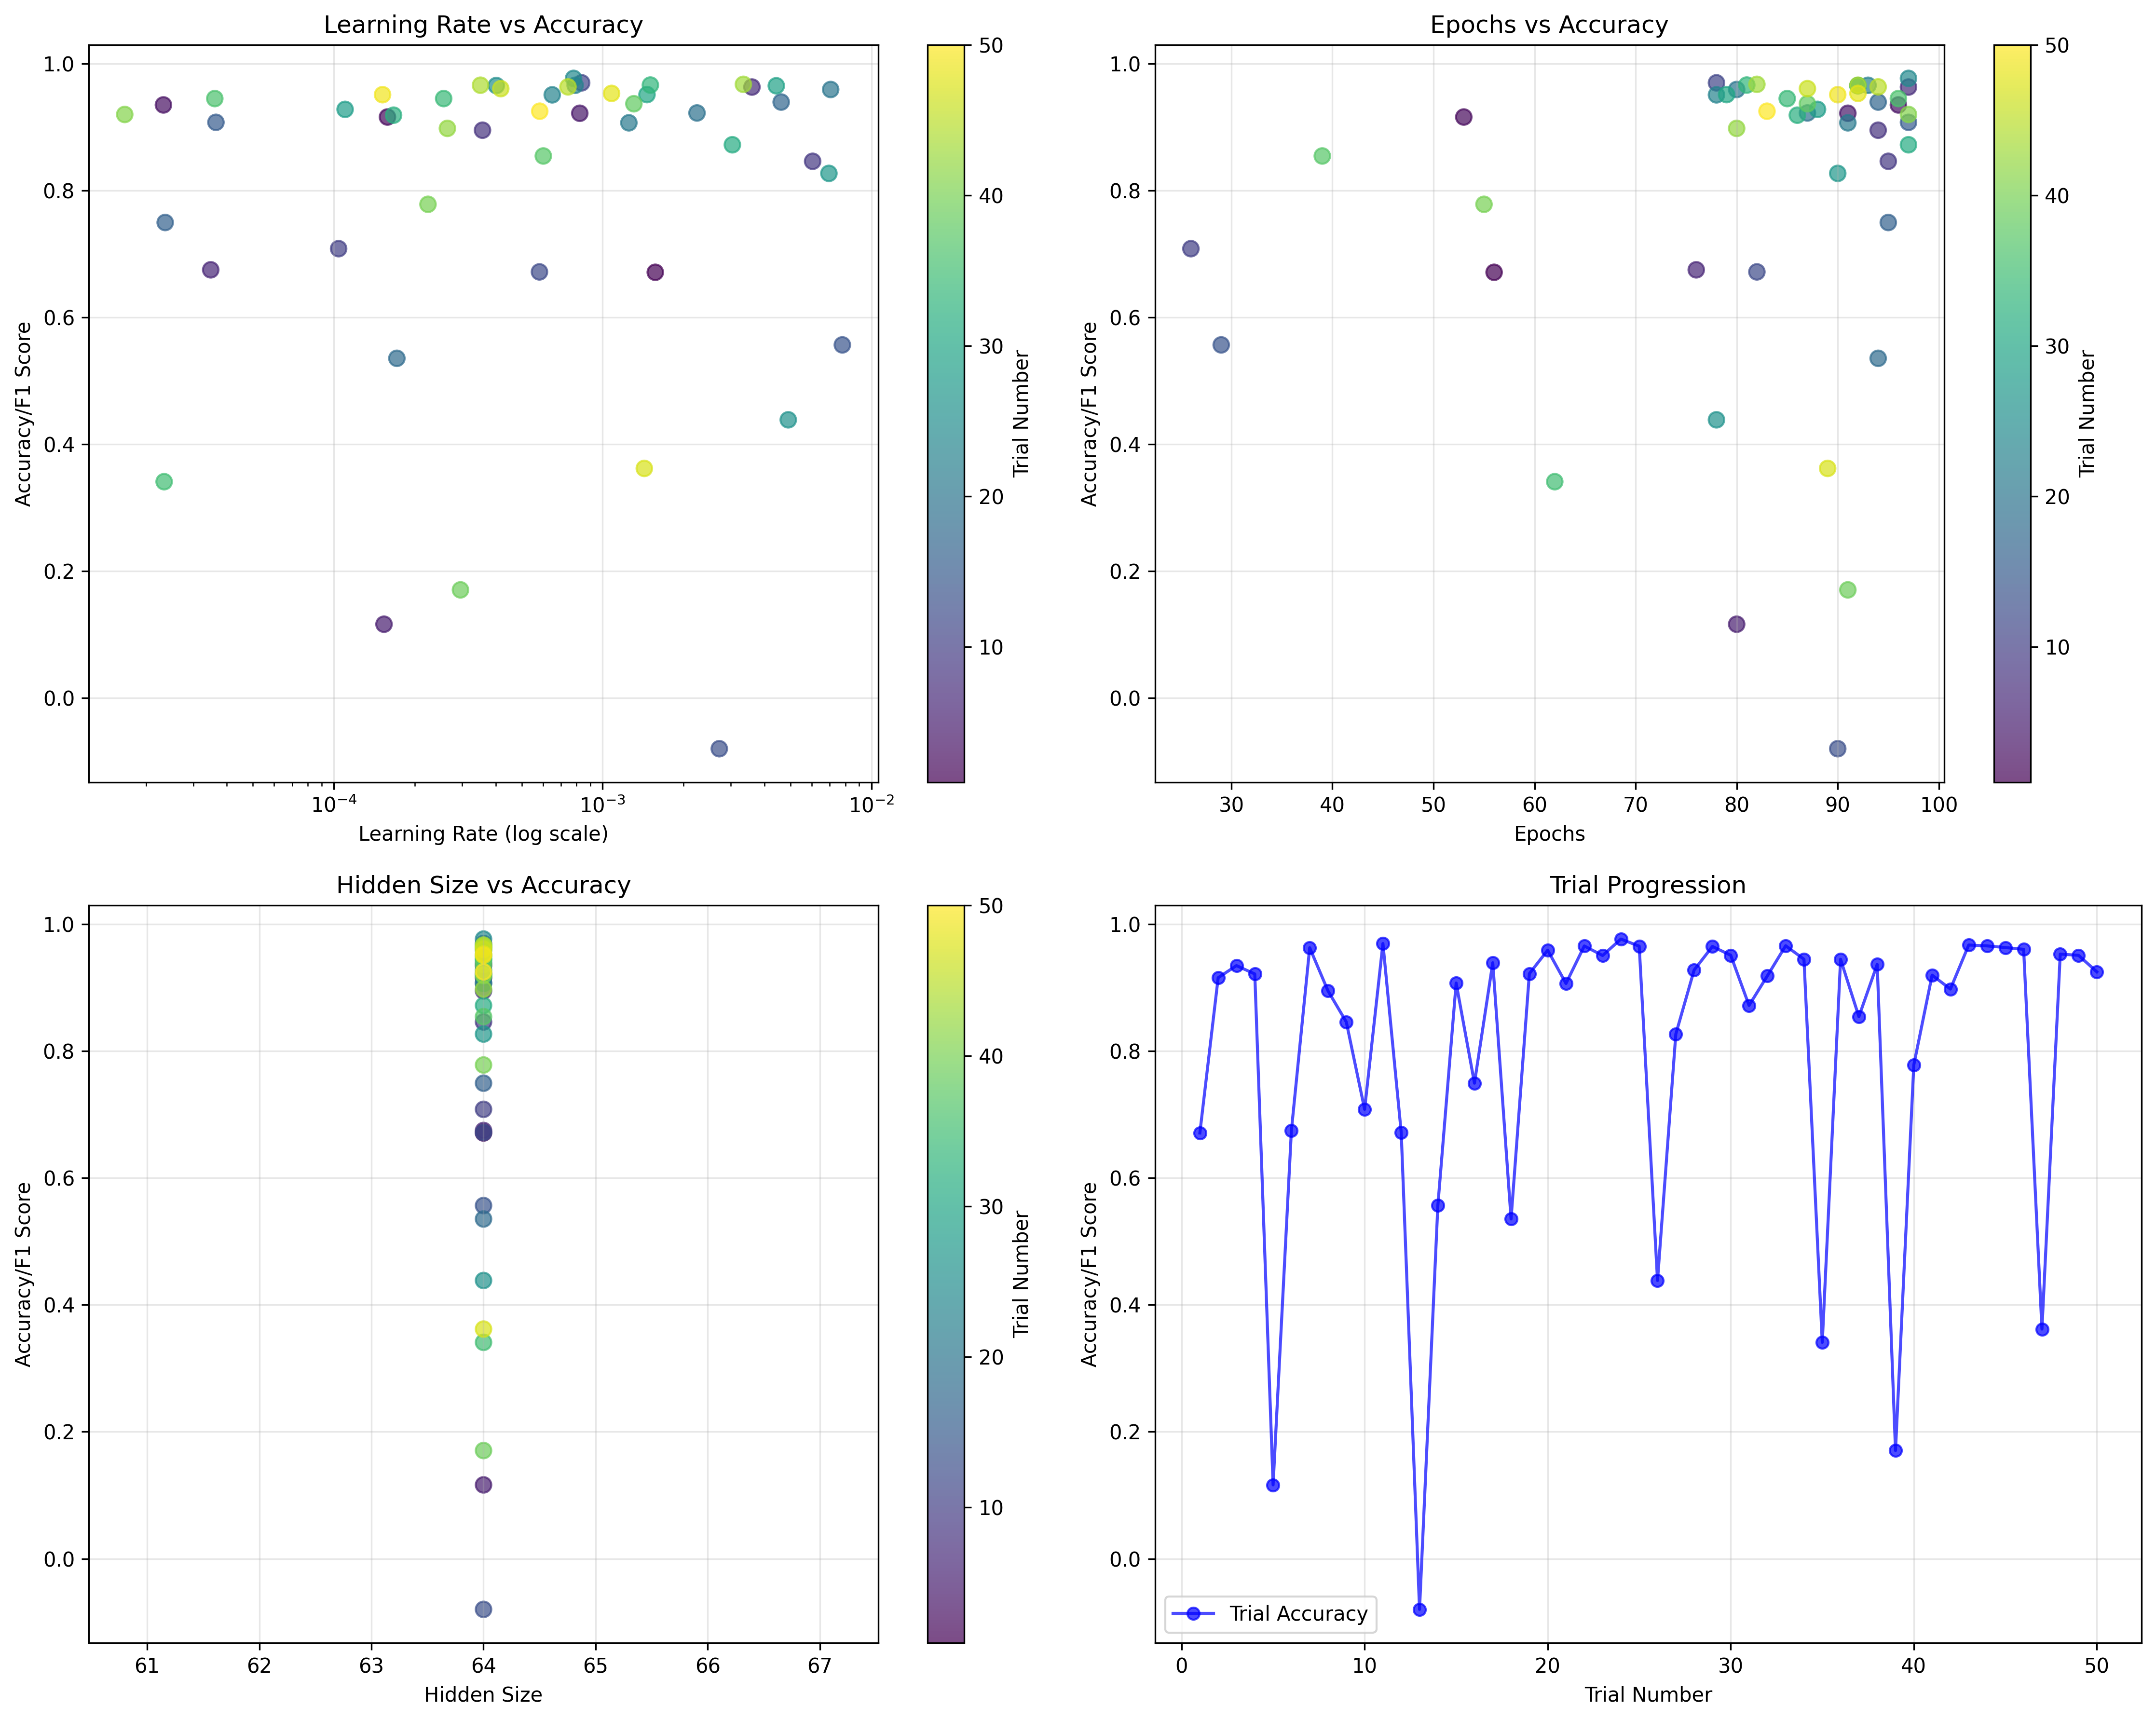 Learning Rate vs Accuracy
Accuracy/F1 Score
1.0
0.8
0.6
0.4
0.2
0.0
10⁻⁴
10⁻³
10⁻²
Learning Rate (log scale)
50
40
30
20
10
Trial Number
Epochs vs Accuracy
Accuracy/F1 Score
1.0
0.8
0.6
0.4
0.2
0.0
30 40 50 60 70 80 90 100
Epochs
50
40
30
20
10
Trial Number
Hidden Size vs Accuracy
Accuracy/F1 Score
1.0
0.8
0.6
0.4
0.2
0.0
61 62 63 64 65 66 67
Hidden Size
50
40
30
20
10
Trial Number
Trial Progression
Accuracy/F1 Score
1.0
0.8
0.6
0.4
0.2
0.0
Trial Accuracy
0 10 20 30 40 50
Trial Number